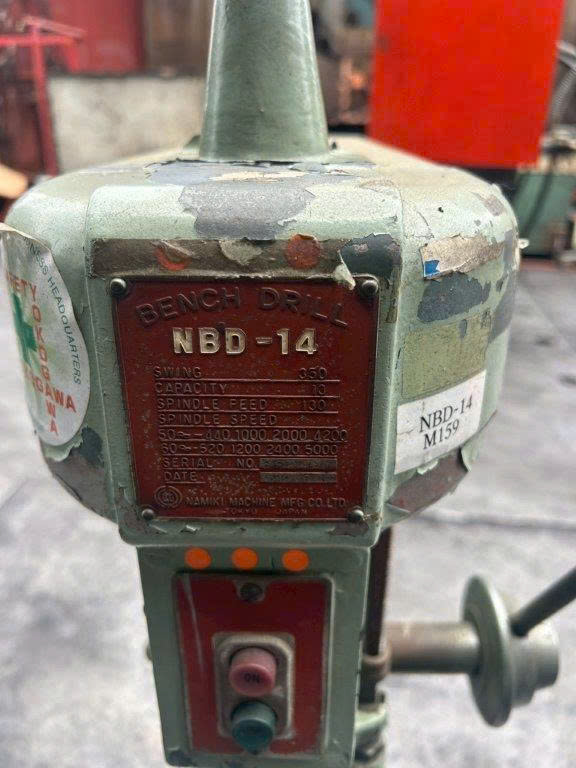 BENCH DRILL
NBD-14
SWING 350
CAPACITY 13
SPINDLE FEED 130
SPINDLE SPEED
50~ 440 1000 2000 4200
60~ 520 1200 2400 5000
SERIAL NO.
DATE
NAMIKI MACHINE MFG. CO. LTD.
TOKYO JAPAN
NBD-14
M159
NESS HEADQUARTERS
YOKOGAWA
ON